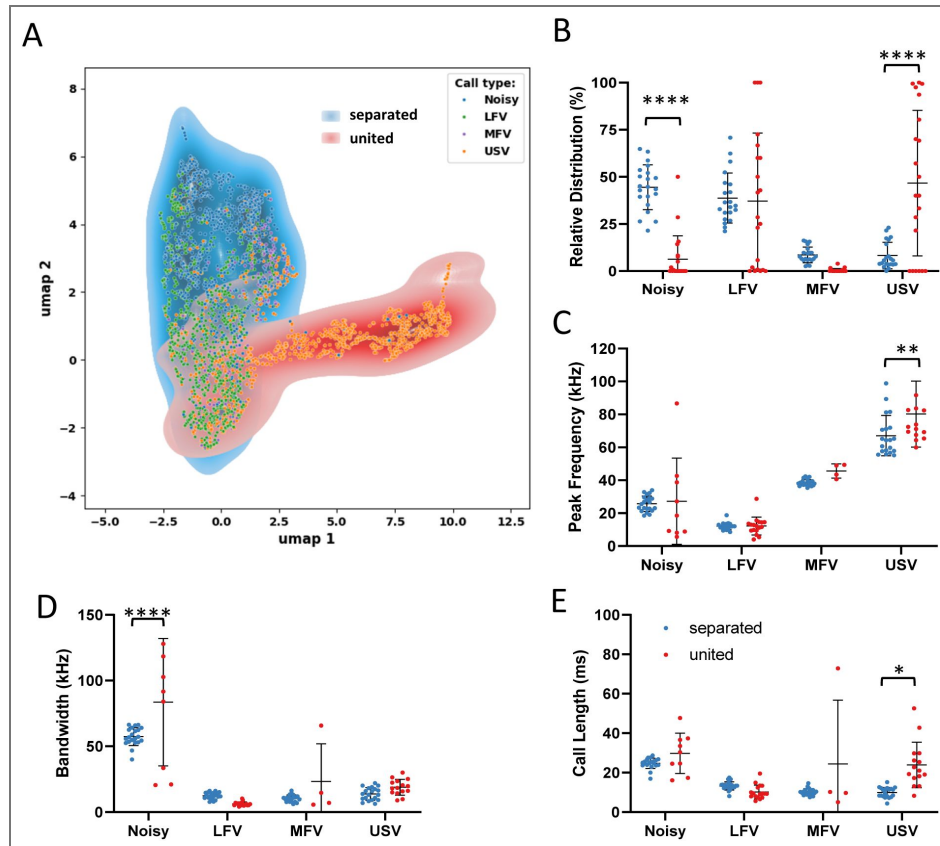 A
umap 2
8
6
4
2
0
−2
−4
−5.0
−2.5
0.0
2.5
5.0
7.5
10.0
12.5
umap 1
separated
united
Call type:
Noisy
LFV
MFV
USV
B
Relative Distribution (%)
100
75
50
25
0
****
****
Noisy
LFV
MFV
USV
C
Peak Frequency (kHz)
120
100
80
60
40
20
0
**
Noisy
LFV
MFV
USV
D
Bandwidth (kHz)
150
100
50
0
****
Noisy
LFV
MFV
USV
E
Call Length (ms)
100
80
60
40
20
0
separated
united
*
Noisy
LFV
MFV
USV